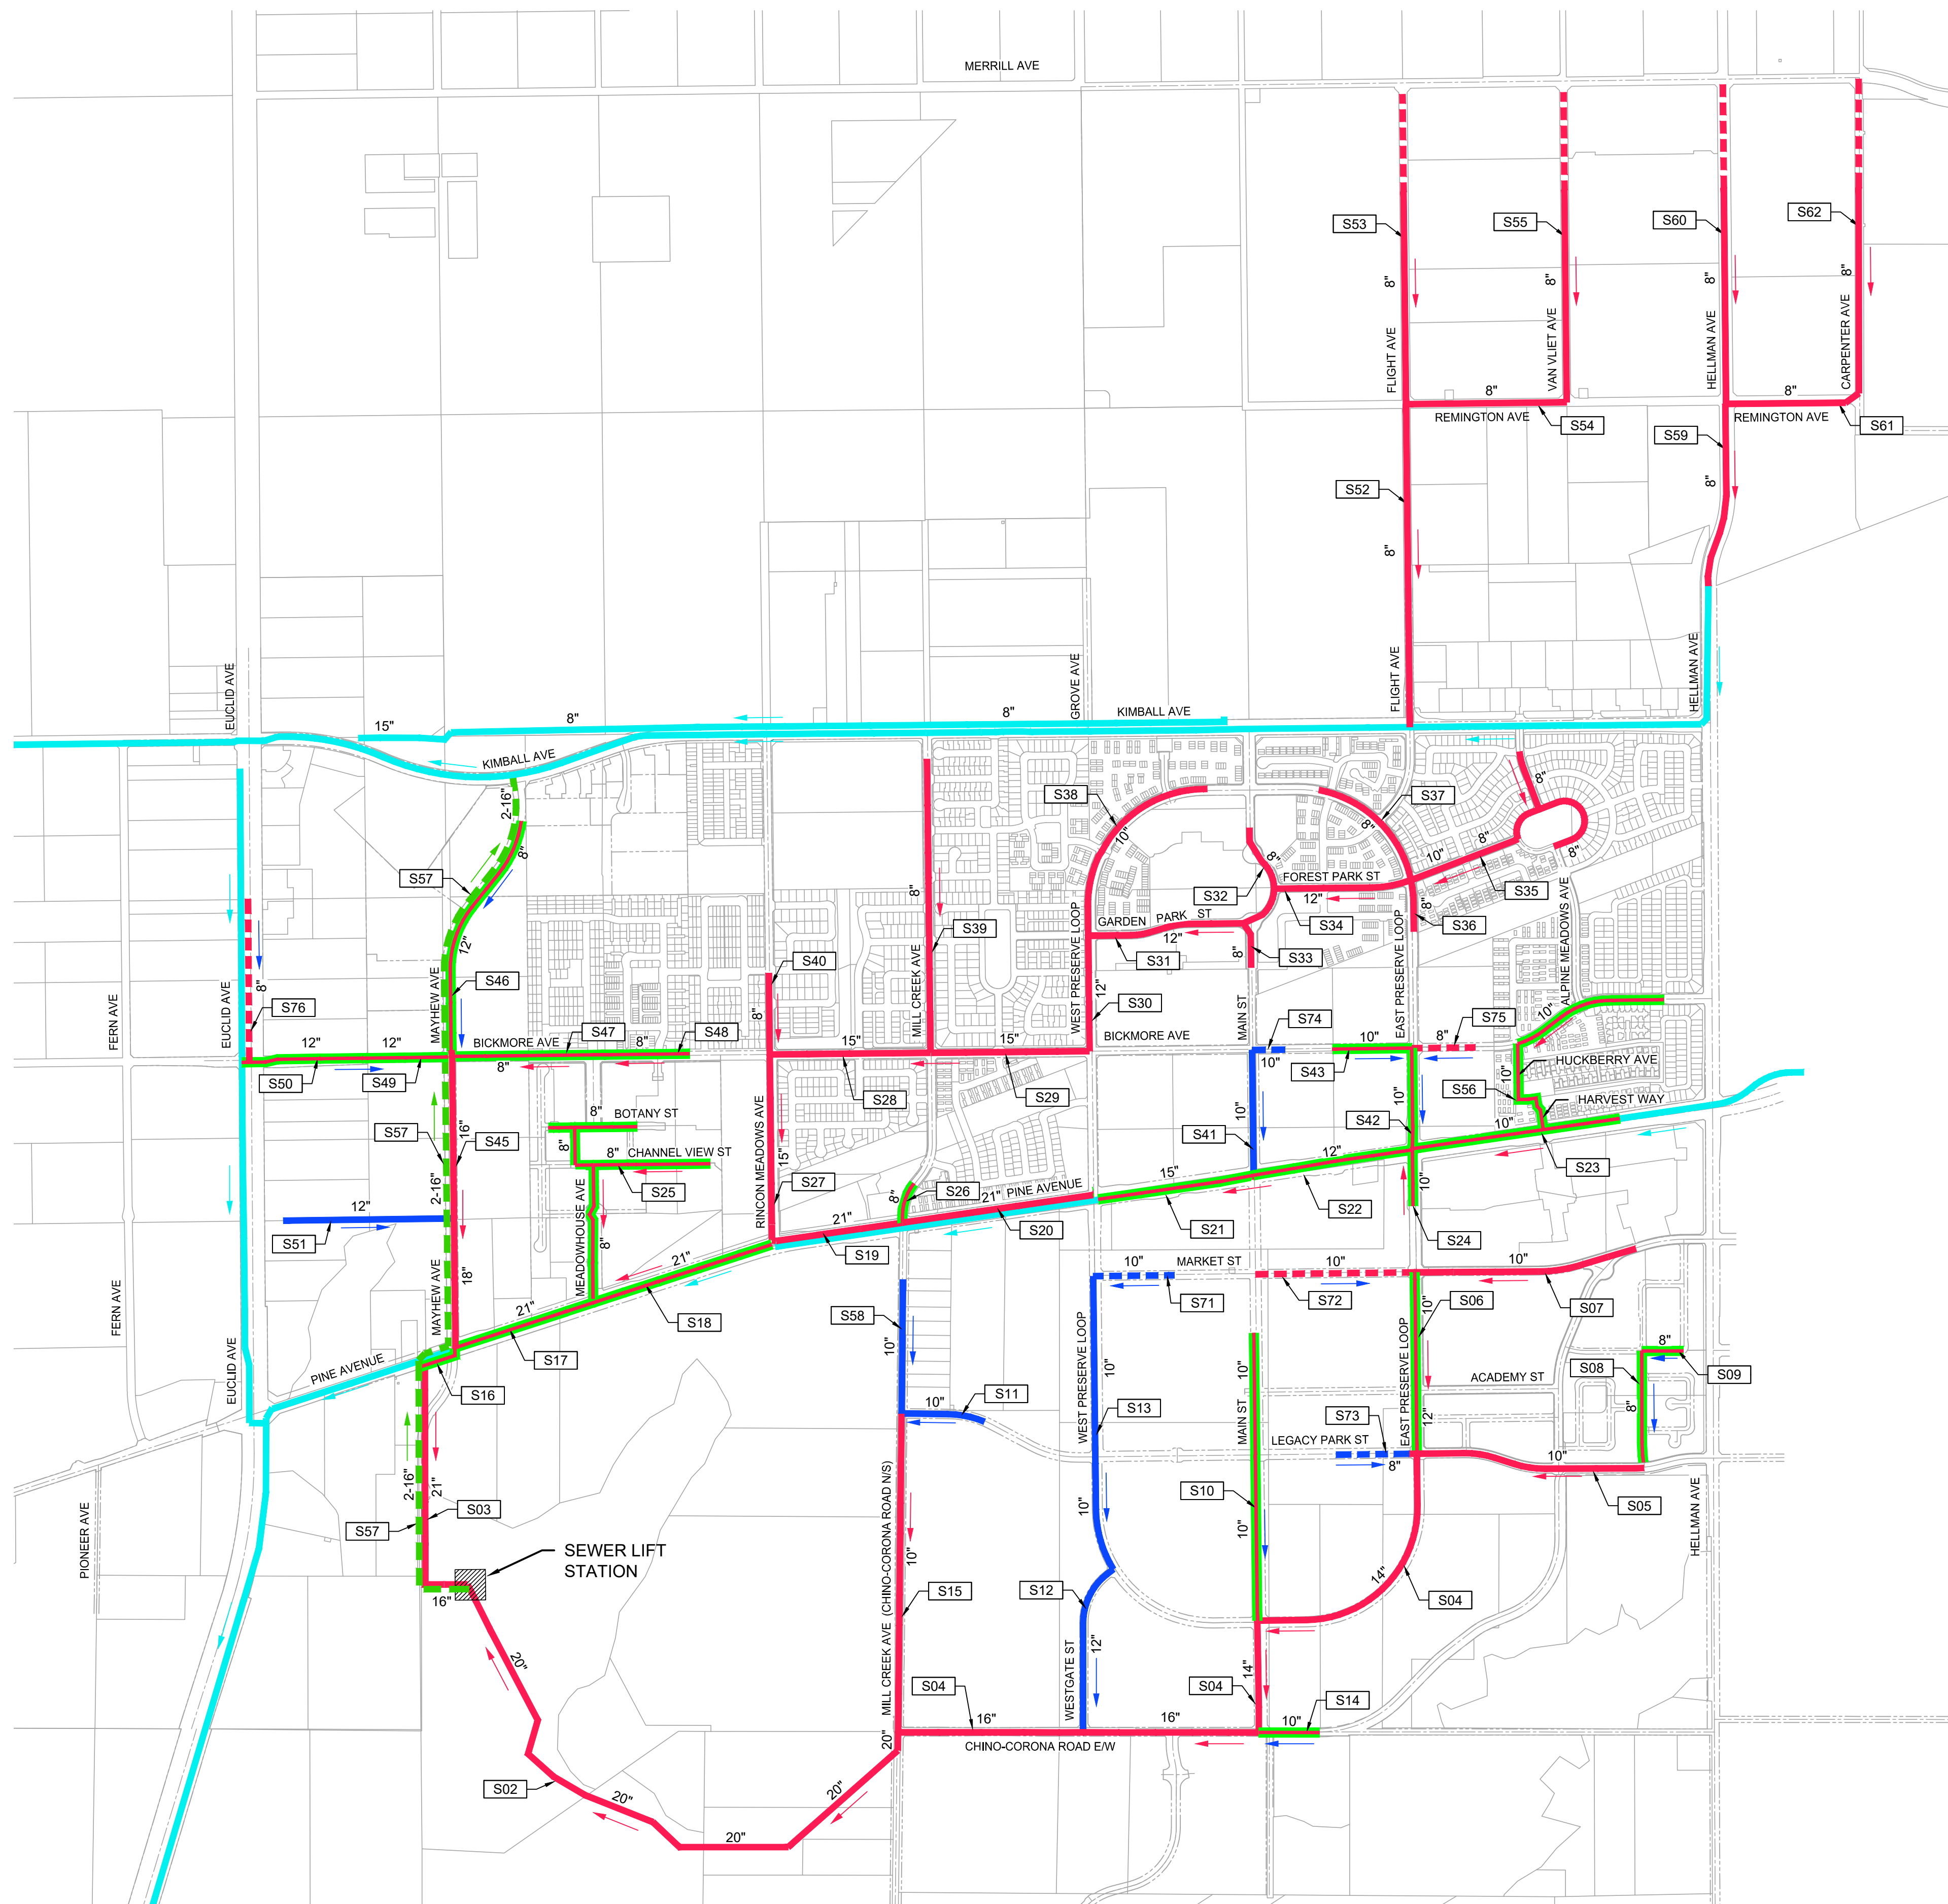 MERRILL AVE
S53
S55
S60
S62
8"
8"
8"
8"
FLIGHT AVE
VAN VLIET AVE
HELLMAN AVE
CARPENTER AVE
8"
8"
REMINGTON AVE
REMINGTON AVE
S54
S61
S59
8"
S52
8"
EUCLID AVE
GROVE AVE
FLIGHT AVE
HELLMAN AVE
15"
8"
8"
KIMBALL AVE
KIMBALL AVE
2-16"
8"
S57
12"
S38
10"
S37
8"
8"
8"
8"
10"
S35
8"
S32
FOREST PARK ST
12"
S34
8"
S36
GARDEN PARK ST
12"
S31
8"
S33
WEST PRESERVE LOOP
EAST PRESERVE LOOP
ALPINE MEADOWS AVE
8"
S39
MILL CREEK AVE
S40
8"
S46
MAYHEW AVE
8"
S76
EUCLID AVE
FERN AVE
12"
S30
MAIN ST
12"
12"
BICKMORE AVE
S47
8"
S48
8"
S50
S49
15"
15"
BICKMORE AVE
S28
S29
S74
10"
10"
S43
8"
S75
10"
HUCKBERRY AVE
10"
S56
HARVEST WAY
10"
S23
10"
S42
10"
S41
12"
15"
S22
S21
10"
S24
8"
BOTANY ST
8"
8"
CHANNEL VIEW ST
S25
MEADOWHOUSE AVE
8"
S57
16"
S45
2-16"
12"
S51
18"
RINCON MEADOWS AVE
15"
S27
8"
S26
21"
PINE AVENUE
S20
21"
S19
21"
S18
21"
S17
S16
MAYHEW AVE
PINE AVENUE
FERN AVE
EUCLID AVE
10"
MARKET ST
10"
10"
S71
S72
S07
10"
S06
S58
10"
WEST PRESERVE LOOP
10"
S13
10"
10"
S11
MAIN ST
10"
S10
10"
EAST PRESERVE LOOP
12"
ACADEMY ST
S73
LEGACY PARK ST
8"
8"
S09
S08
8"
10"
S05
HELLMAN AVE
PIONEER AVE
2-16"
21"
S03
S57
SEWER LIFT
STATION
16"
MILL CREEK AVE (CHINO-CORONA ROAD N/S)
10"
S15
S12
WESTGATE ST
12"
14"
S04
S04
S04
14"
S14
10"
16"
16"
CHINO-CORONA ROAD E/W
20"
20"
S02
20"
20"
20"